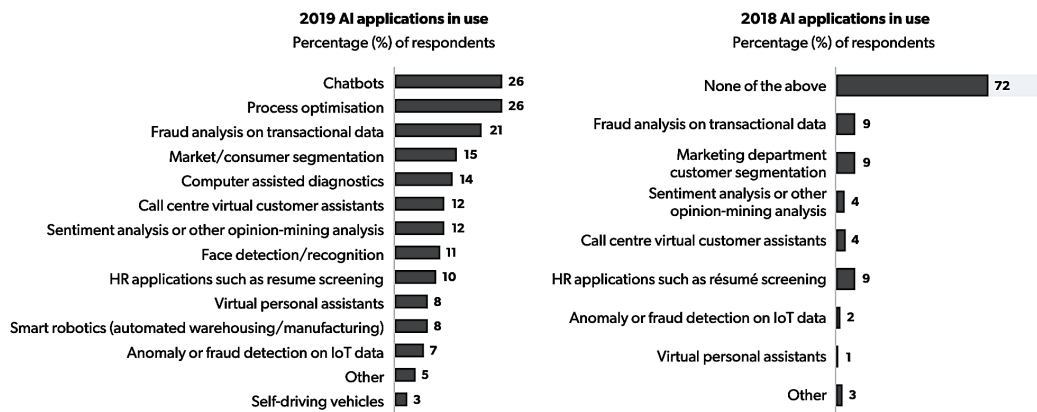 2019 AI applications in use
Percentage (%) of respondents
Chatbots 26
Process optimisation 26
Fraud analysis on transactional data 21
Market/consumer segmentation 15
Computer assisted diagnostics 14
Call centre virtual customer assistants 12
Sentiment analysis or other opinion-mining analysis 12
Face detection/recognition 11
HR applications such as resume screening 10
Virtual personal assistants 8
Smart robotics (automated warehousing/manufacturing) 8
Anomaly or fraud detection on IoT data 7
Other 5
Self-driving vehicles 3
2018 AI applications in use
Percentage (%) of respondents
None of the above 72
Fraud analysis on transactional data 9
Marketing department
customer segmentation 9
Sentiment analysis or other
opinion-mining analysis 4
Call centre virtual customer assistants 4
HR applications such as résumé screening 9
Anomaly or fraud detection on IoT data 2
Virtual personal assistants 1
Other 3